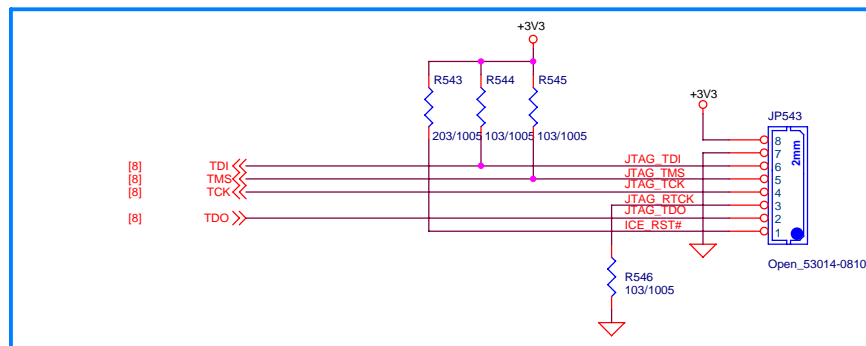 +3V3
R543 R544 R545
+3V3
JP543
203/1005 103/1005 103/1005
8
7
[8] TDI JTAG_TDI 6
[8] TMS JTAG_TMS 5
[8] TCK JTAG_TCK 4
JTAG_RTCK 3
[8] TDO JTAG_TDO 2
ICE_RST# 1
2mm
Open_53014-0810
R546
103/1005